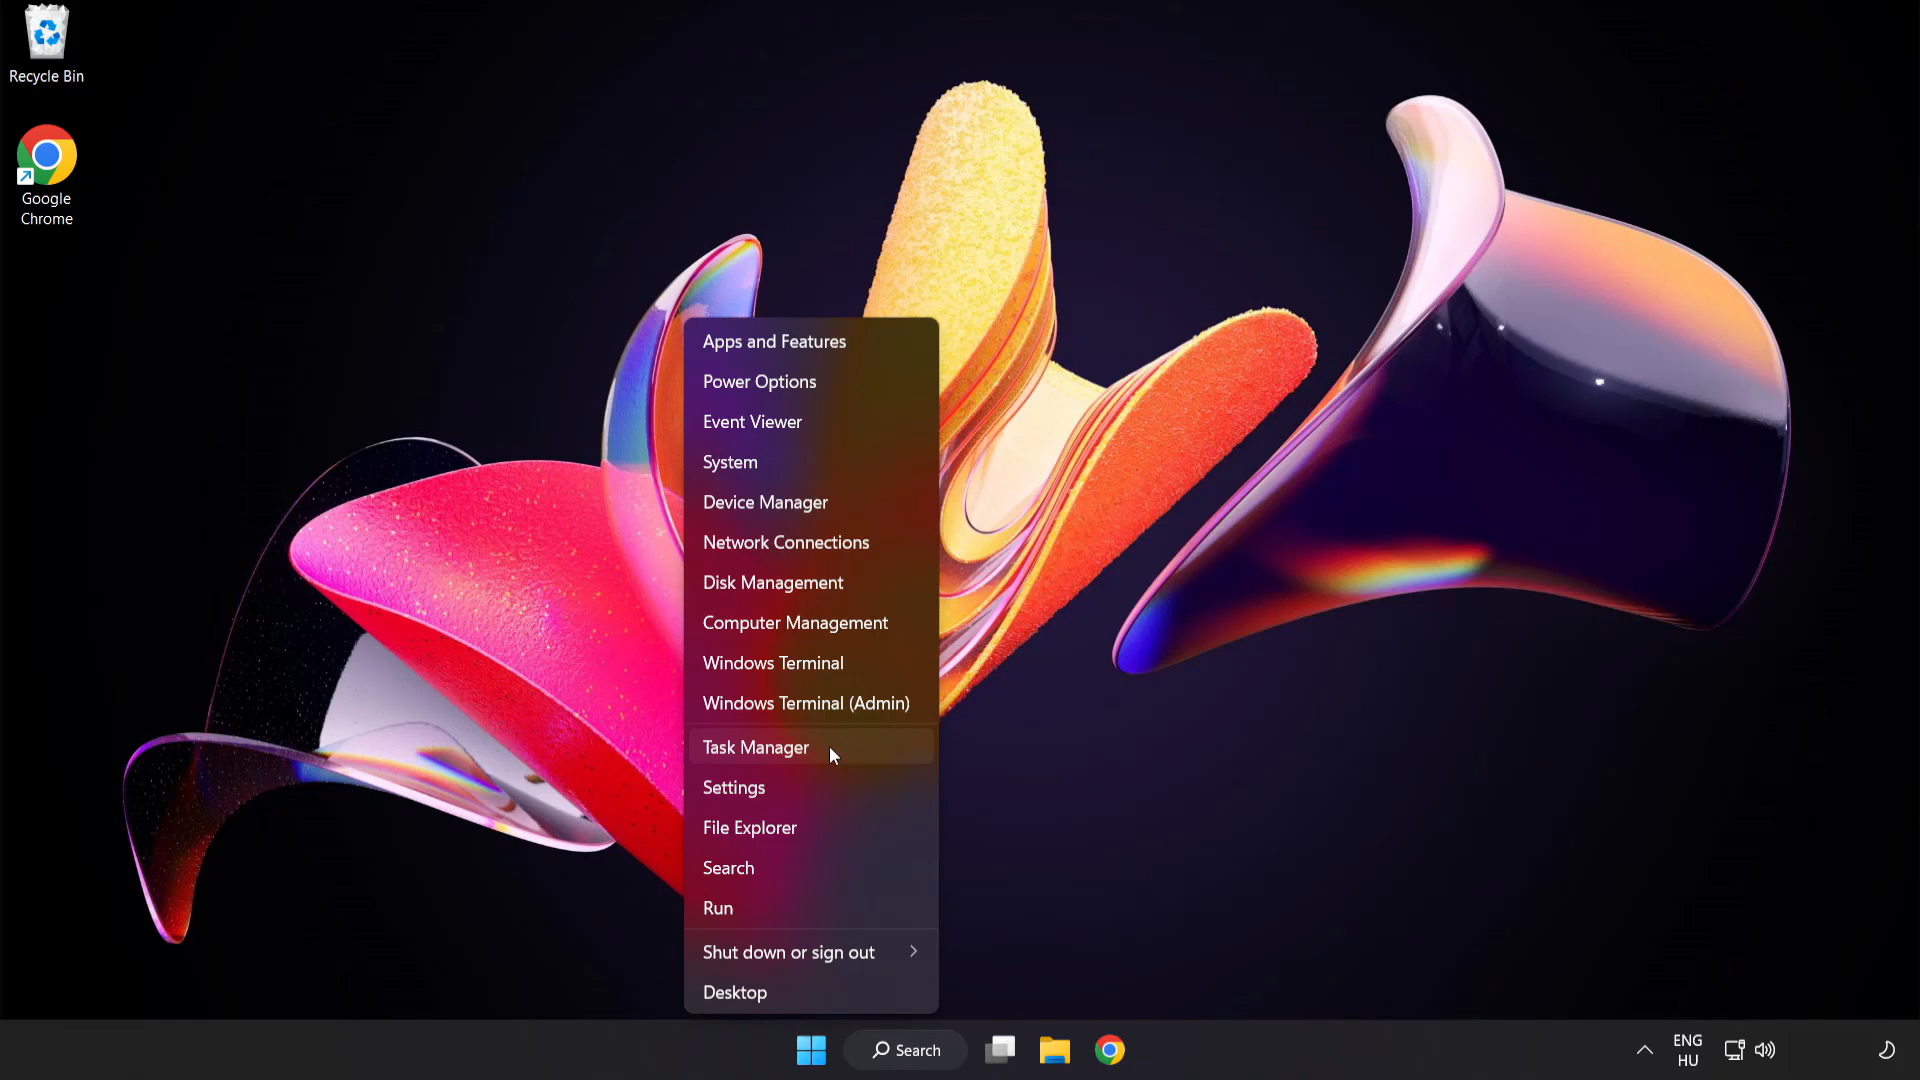 Recycle Bin
Google
Chrome
Apps and Features
Power Options
Event Viewer
System
Device Manager
Network Connections
Disk Management
Computer Management
Windows Terminal
Windows Terminal (Admin)
Task Manager
Settings
File Explorer
Search
Run
Shut down or sign out
Desktop
Search
ENG
HU